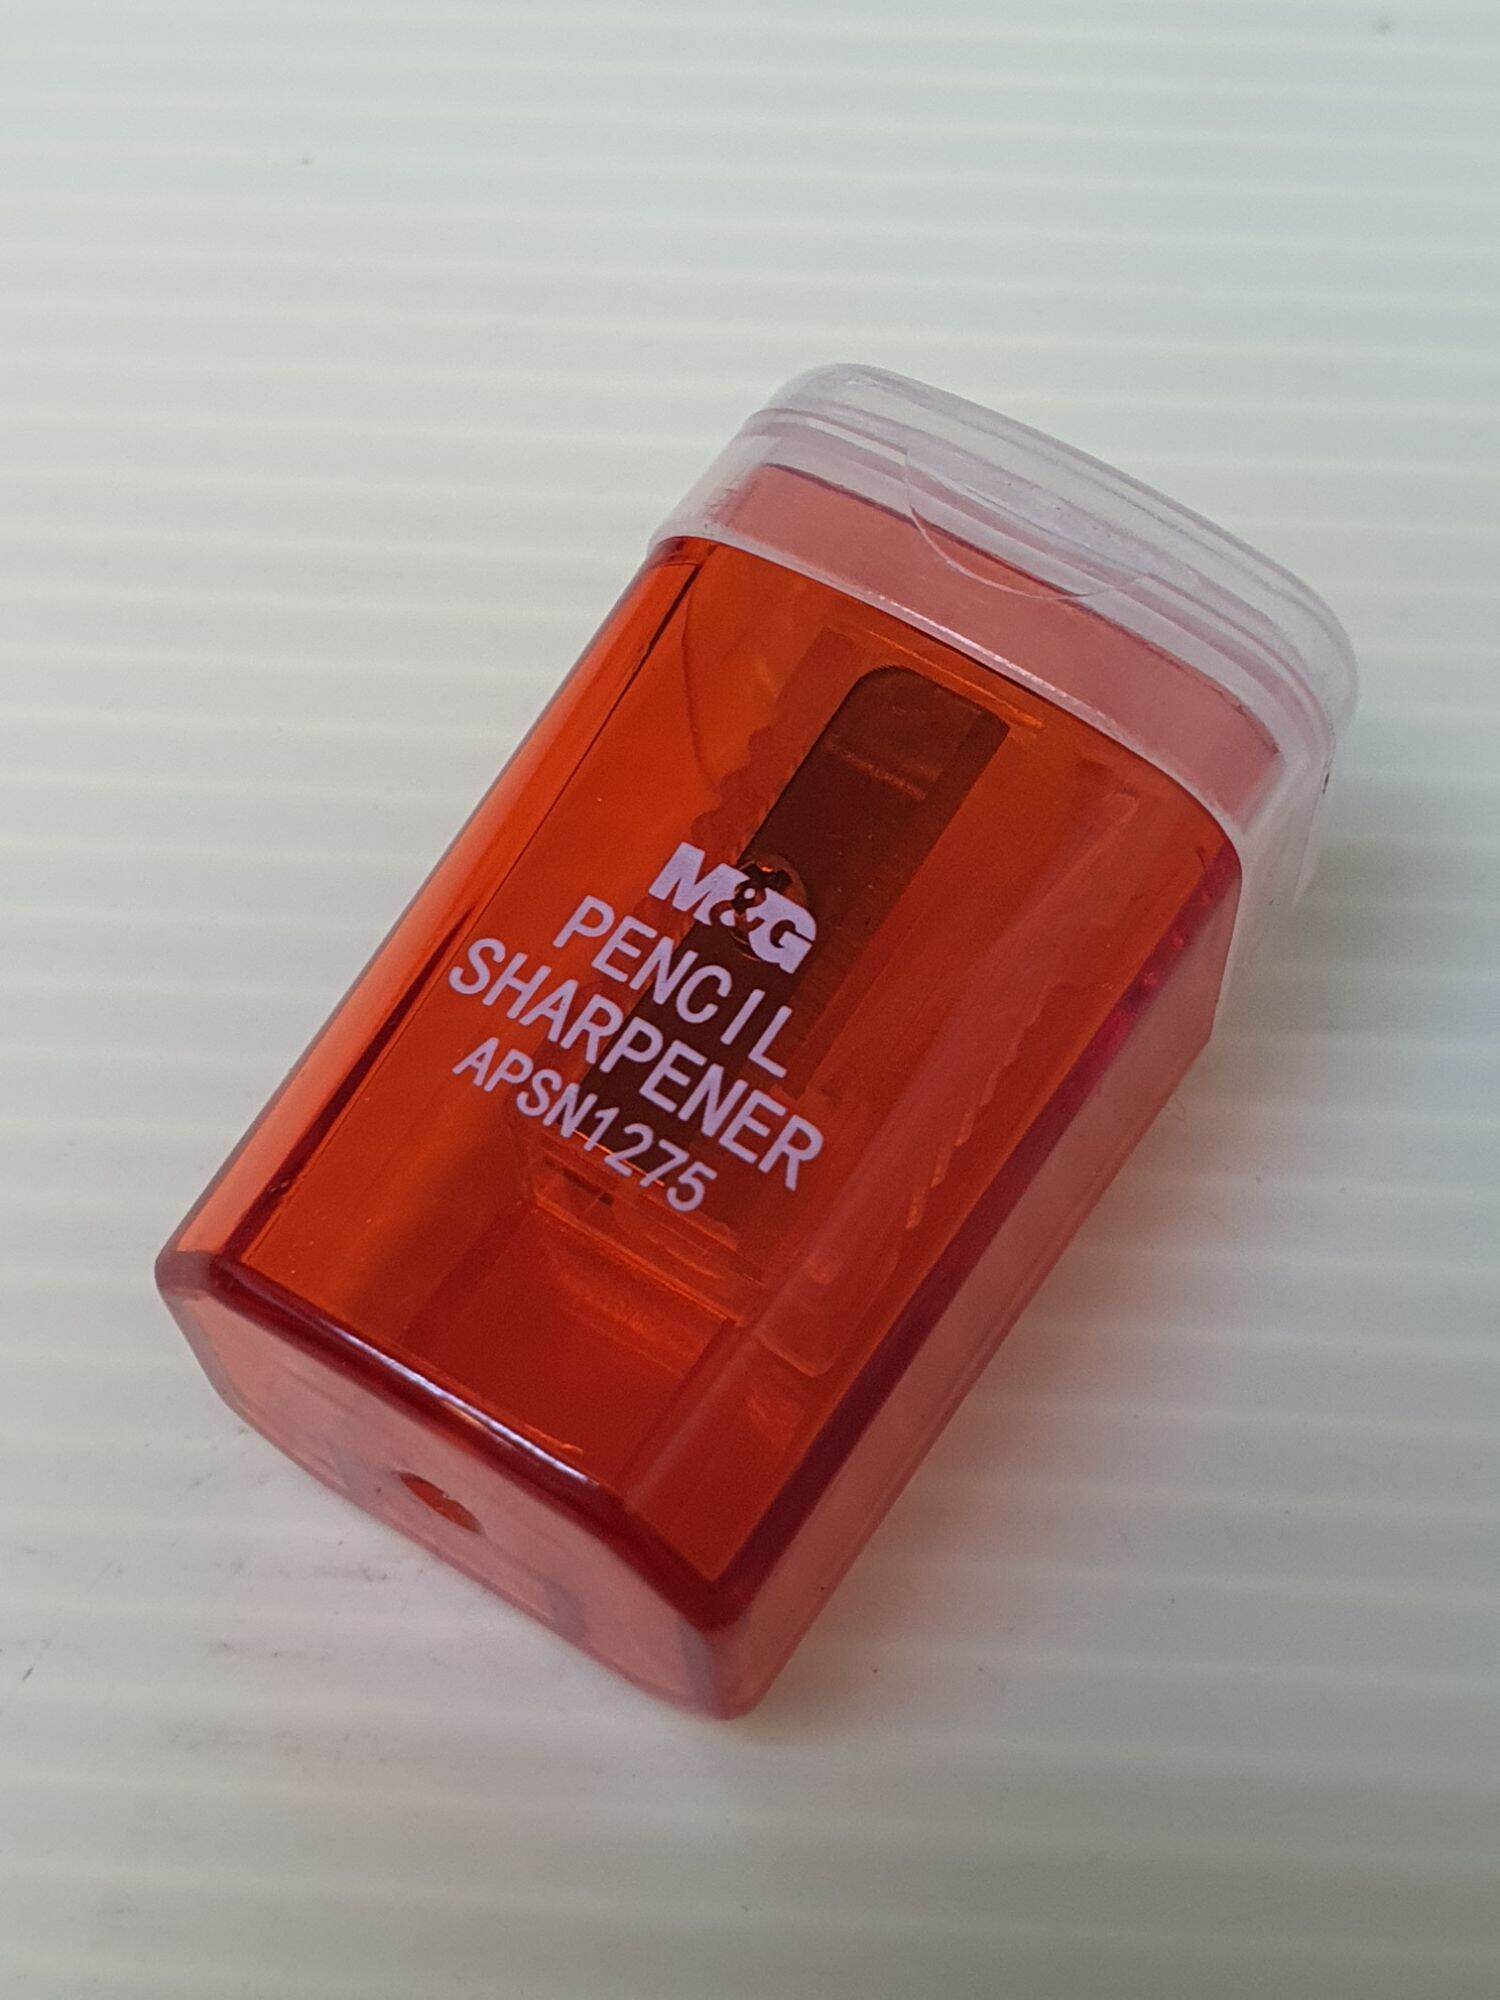 M&G
PENCIL
SHARPENER
APSN1275